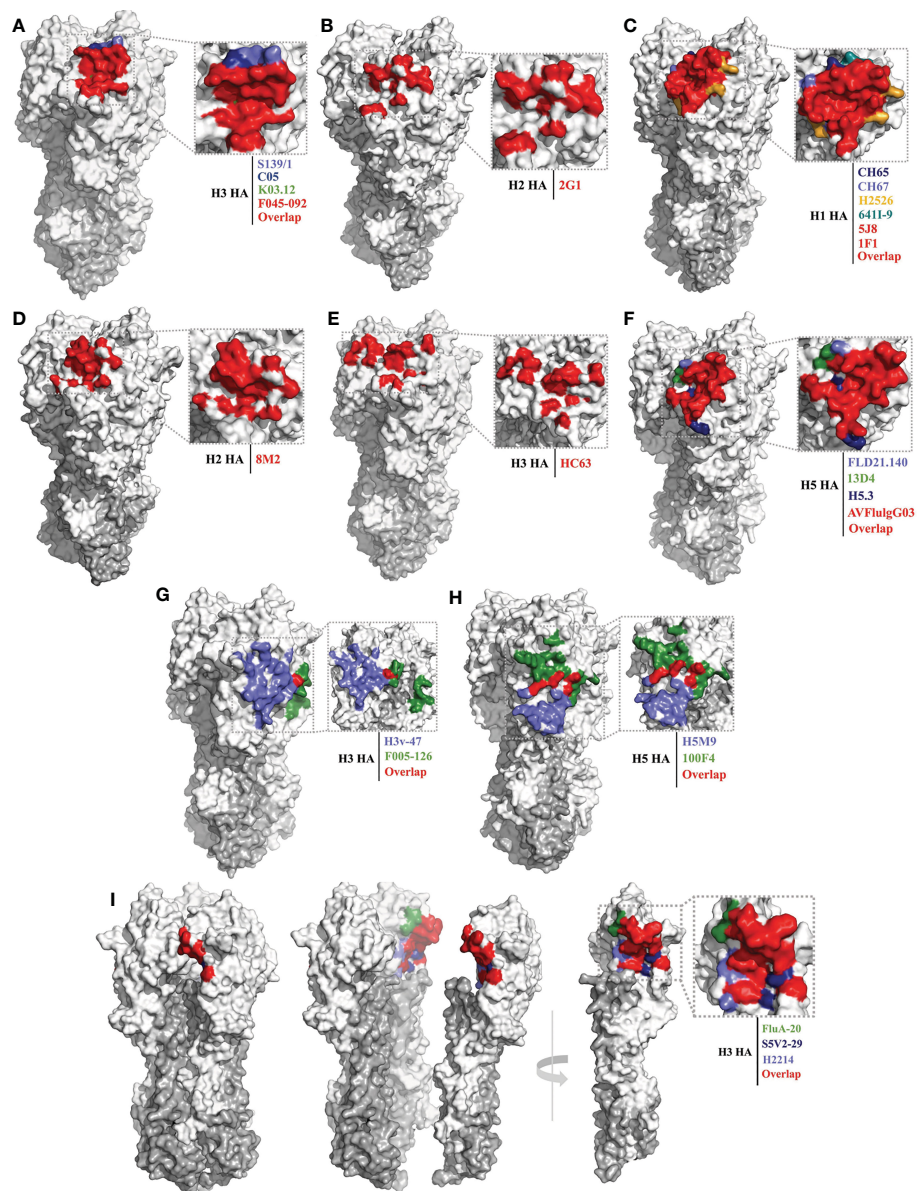 A
H3 HA
S139/1
C05
K03.12
F045-092
Overlap
B
H2 HA
2G1
C
H1 HA
CH65
CH67
H2526
641I-9
5J8
1F1
Overlap
D
H2 HA
8M2
E
H3 HA
HC63
F
H5 HA
FLD21.140
13D4
H5.3
AVFluIgG03
Overlap
G
H3 HA
H3v-47
F005-126
Overlap
H
H5 HA
H5M9
100F4
Overlap
I
H3 HA
FluA-20
S5V2-29
H2214
Overlap